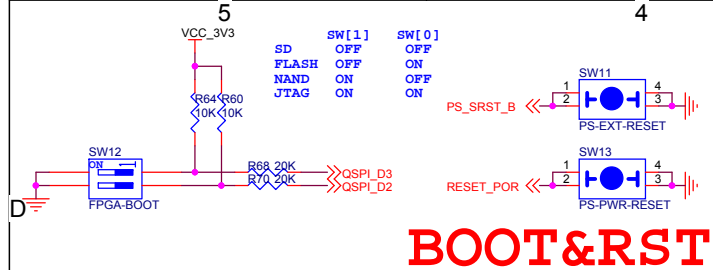 5
4
VCC_3V3
SW[1] SW[0]
SD OFF OFF
FLASH OFF ON
NAND ON OFF
JTAG ON ON
R64 R60
10K 10K
SW11
1 4
2 3
PS_SRST_B
PS-EXT-RESET
SW12
ON 1
FPGA-BOOT
R68 20K
QSPI_D3
R70 20K
QSPI_D2
SW13
1 4
2 3
RESET_POR
PS-PWR-RESET
D
BOOT&RST